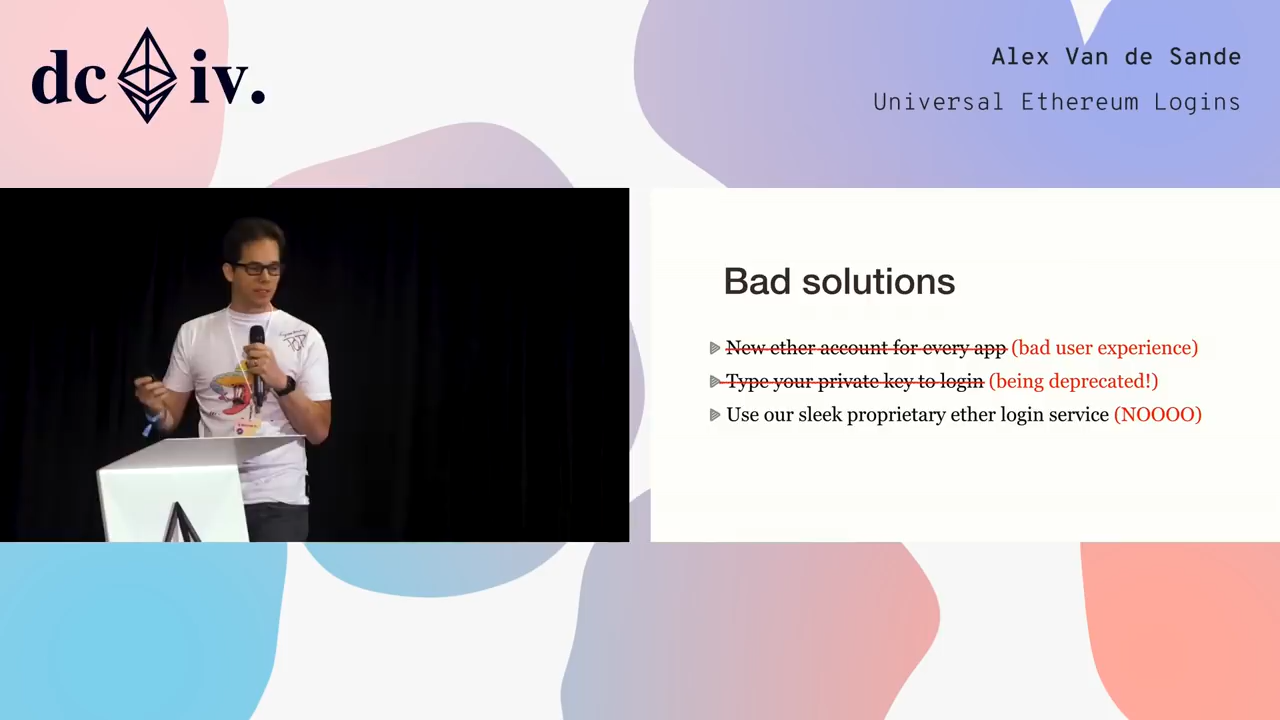 dc iv.
Alex Van de Sande
Universal Ethereum Logins
Bad solutions
New ether account for every app (bad user experience)
Type your private key to login (being deprecated!)
Use our sleek proprietary ether login service (NOOOO)